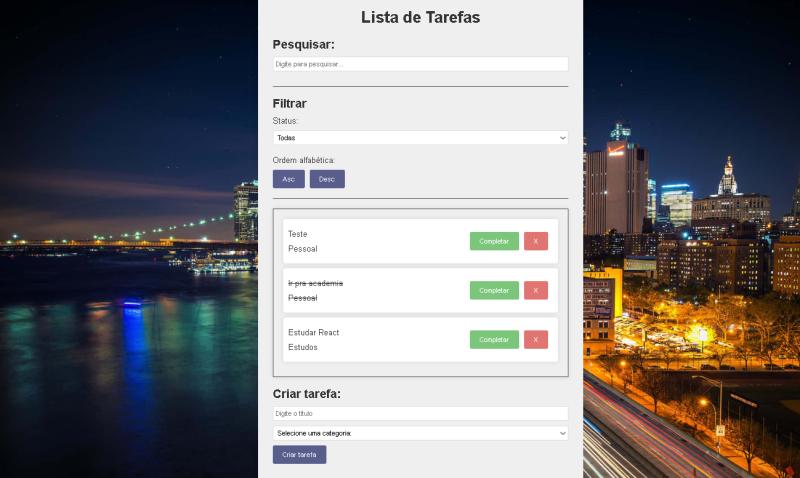 Lista de Tarefas
Pesquisar:
Digite para pesquisar...
Filtrar
Status:
Todas
Ordem alfabética:
Asc
Desc
Teste
Pessoal
Completar
X
Ir pra academia
Pessoal
Completar
X
Estudar React
Estudos
Completar
X
Criar tarefa:
Digite o título
Selecione uma categoria:
Criar tarefa